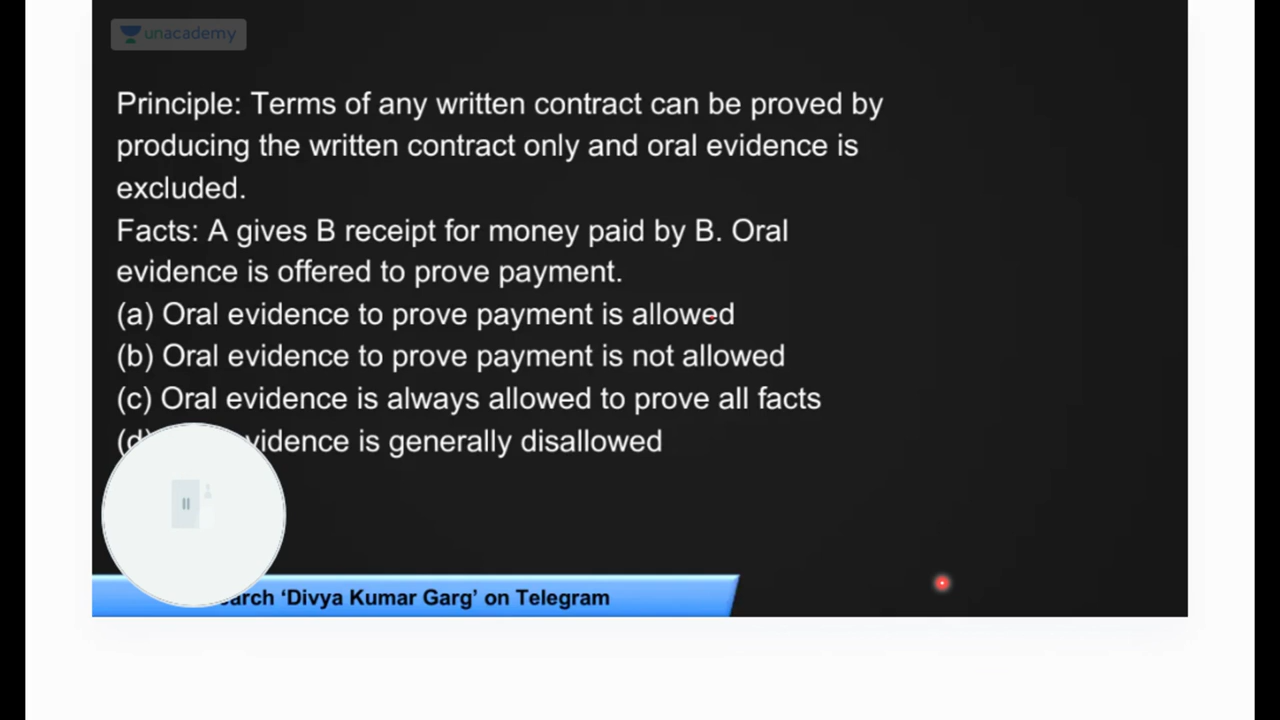 unacademy
Principle: Terms of any written contract can be proved by
producing the written contract only and oral evidence is
excluded.
Facts: A gives B receipt for money paid by B. Oral
evidence is offered to prove payment.
(a) Oral evidence to prove payment is allowed
(b) Oral evidence to prove payment is not allowed
(c) Oral evidence is always allowed to prove all facts
(d) evidence is generally disallowed
‘Divya Kumar Garg’ on Telegram